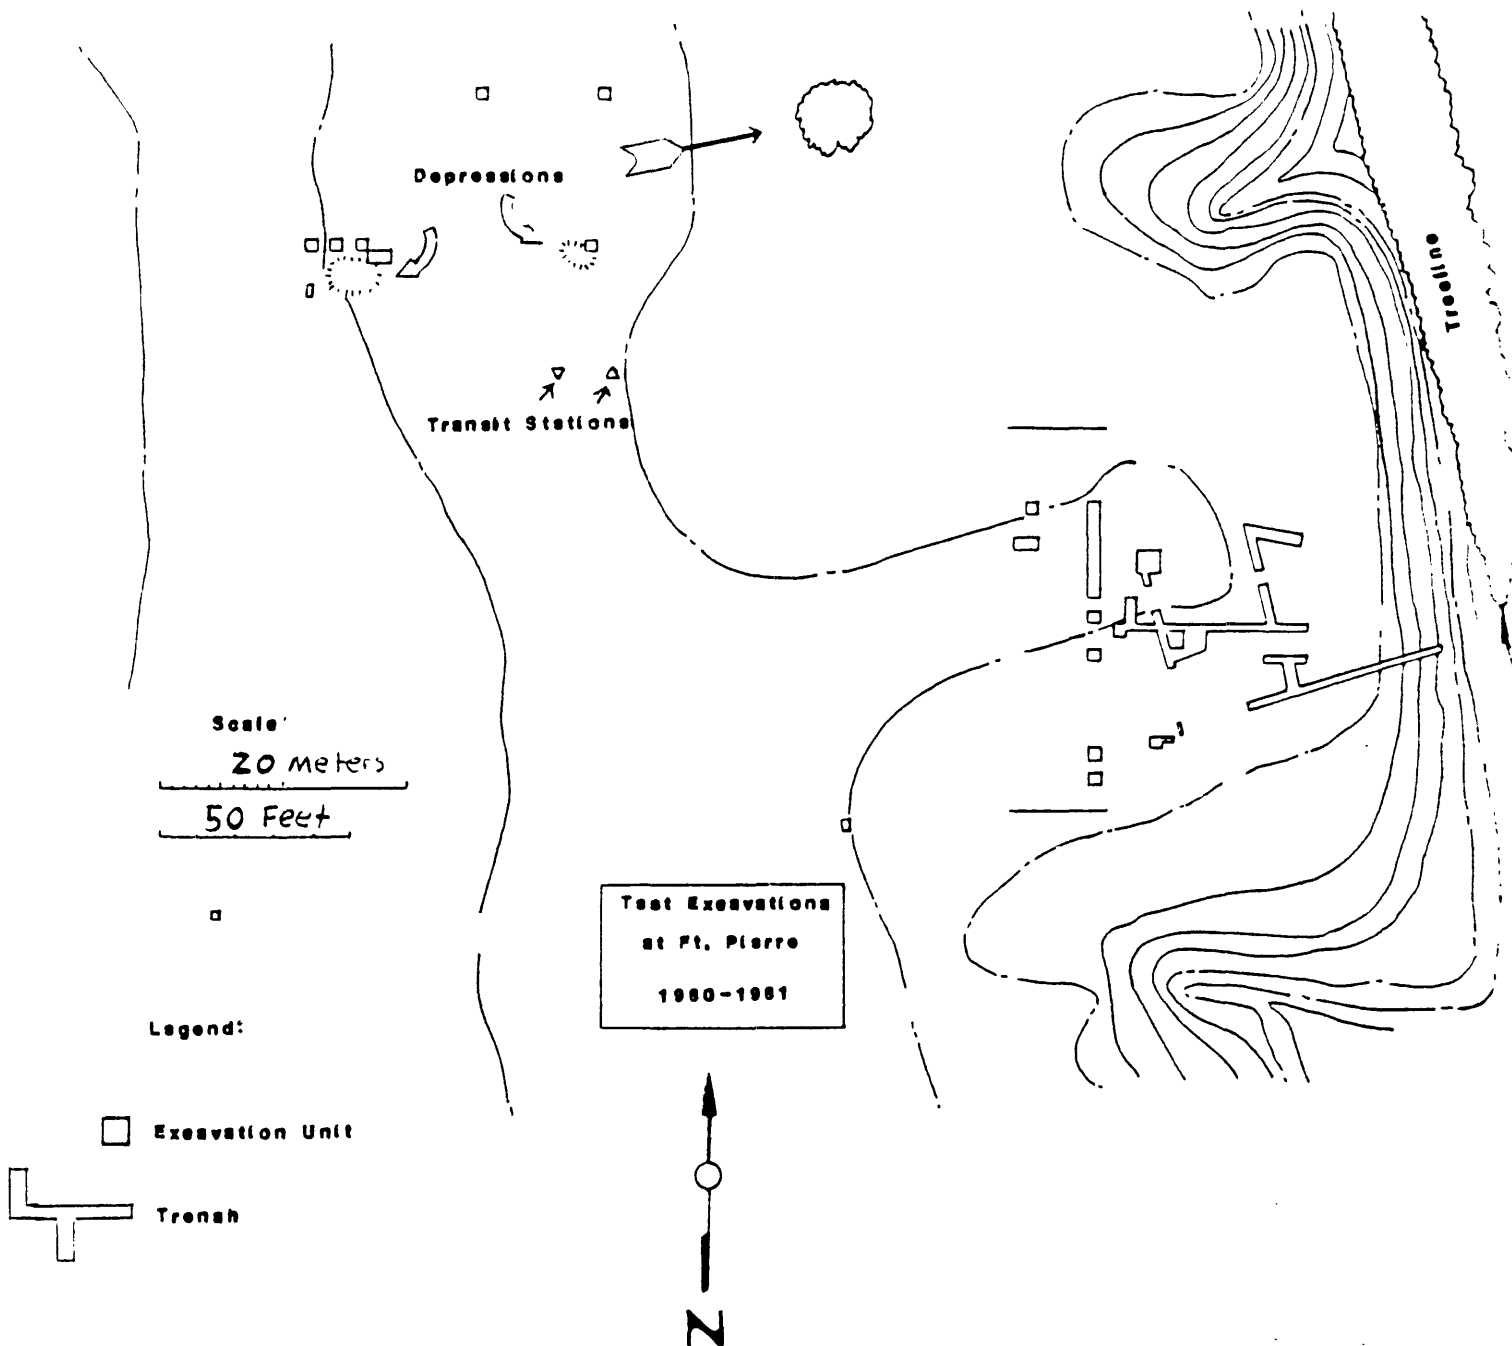 Depressions
Treeline
Transit Stations
Scale:
20 meters
50 Feet
Test Excavations
at Ft. Pierre
1980-1981
Legend:
Excavation Unit
Trench
N